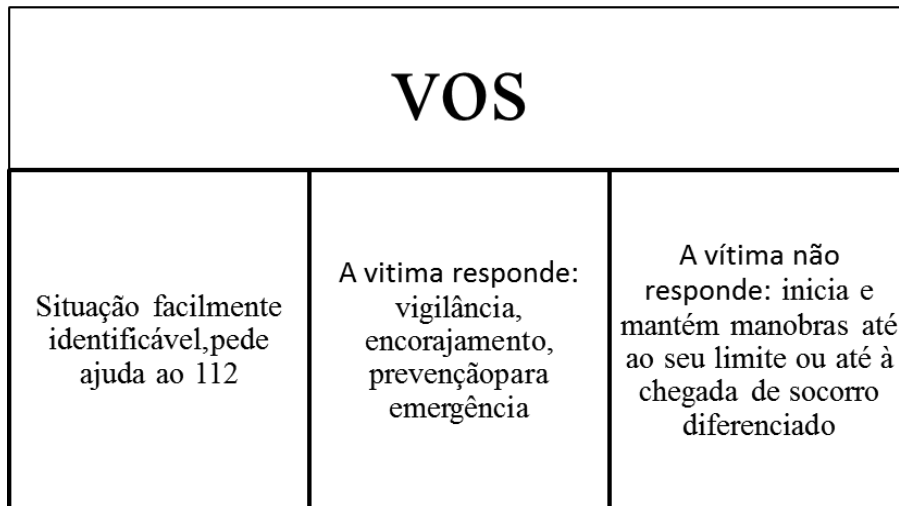 VOS
Situação facilmente
identificável,pede
ajuda ao 112
A vitima responde:
vigilância,
encorajamento,
prevençãopara
emergência
A vítima não
responde: inicia e
mantém manobras até
ao seu limite ou até à
chegada de socorro
diferenciado